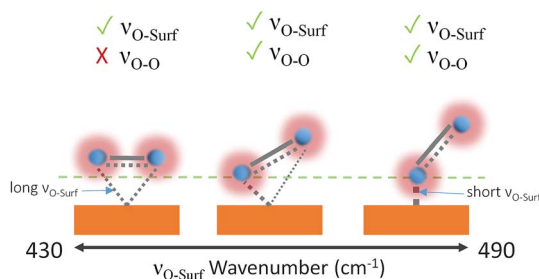 ✓ νO-Surf ✓ νO-Surf ✓ νO-Surf
X νO-O ✓ νO-O ✓ νO-O
long νO-Surf short νO-Surf
430 490
νO-Surf Wavenumber (cm-1)